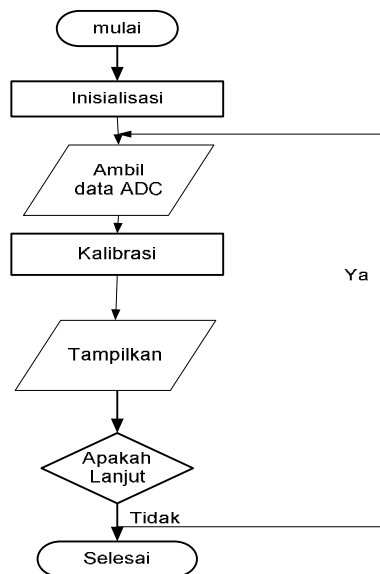 mulai
Inisialisasi
Ambil
data ADC
Kalibrasi
Ya
Tampilkan
Apakah
Lanjut
Tidak
Selesai